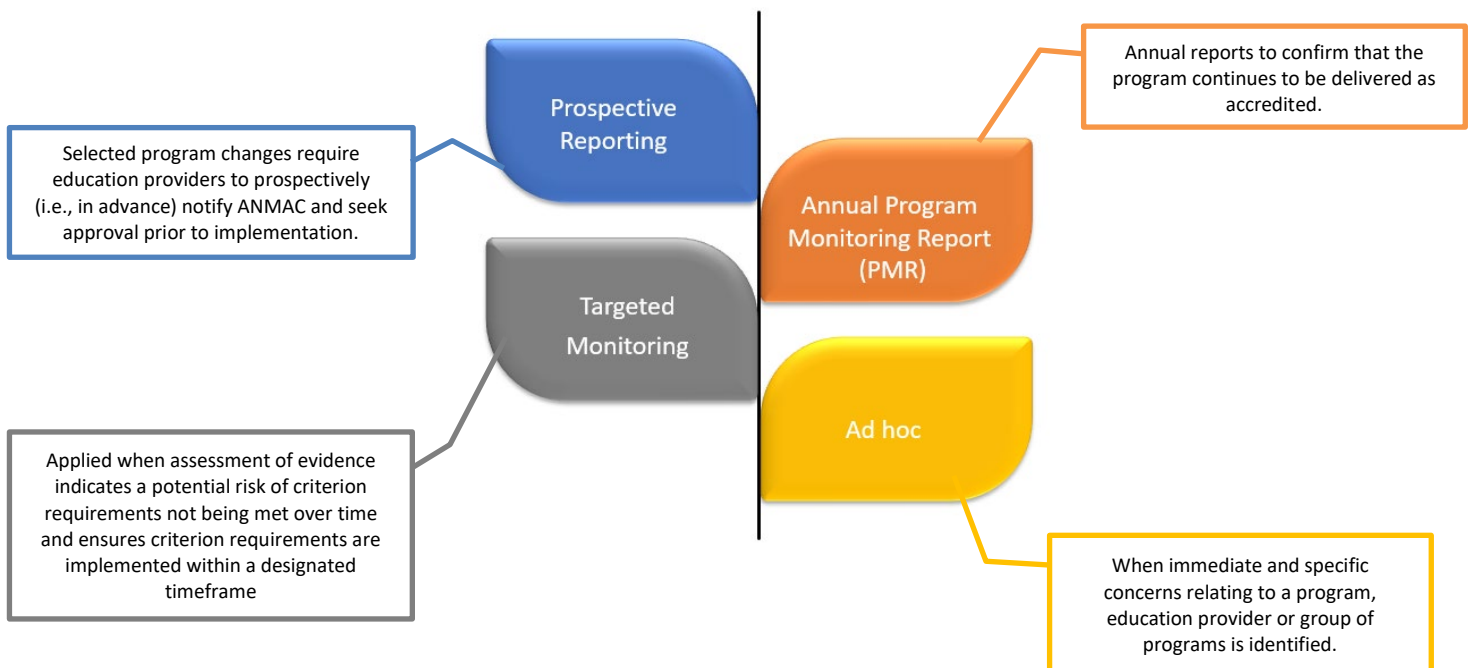 Prospective
Reporting
Selected program changes require
education providers to prospectively
(i.e., in advance) notify ANMAC and seek
approval prior to implementation.
Annual reports to confirm that the
program continues to be delivered as
accredited.
Annual Program
Monitoring Report
(PMR)
Targeted
Monitoring
Applied when assessment of evidence
indicates a potential risk of criterion
requirements not being met over time
and ensures criterion requirements are
implemented within a designated
timeframe
Ad hoc
When immediate and specific
concerns relating to a program,
education provider or group of
programs is identified.